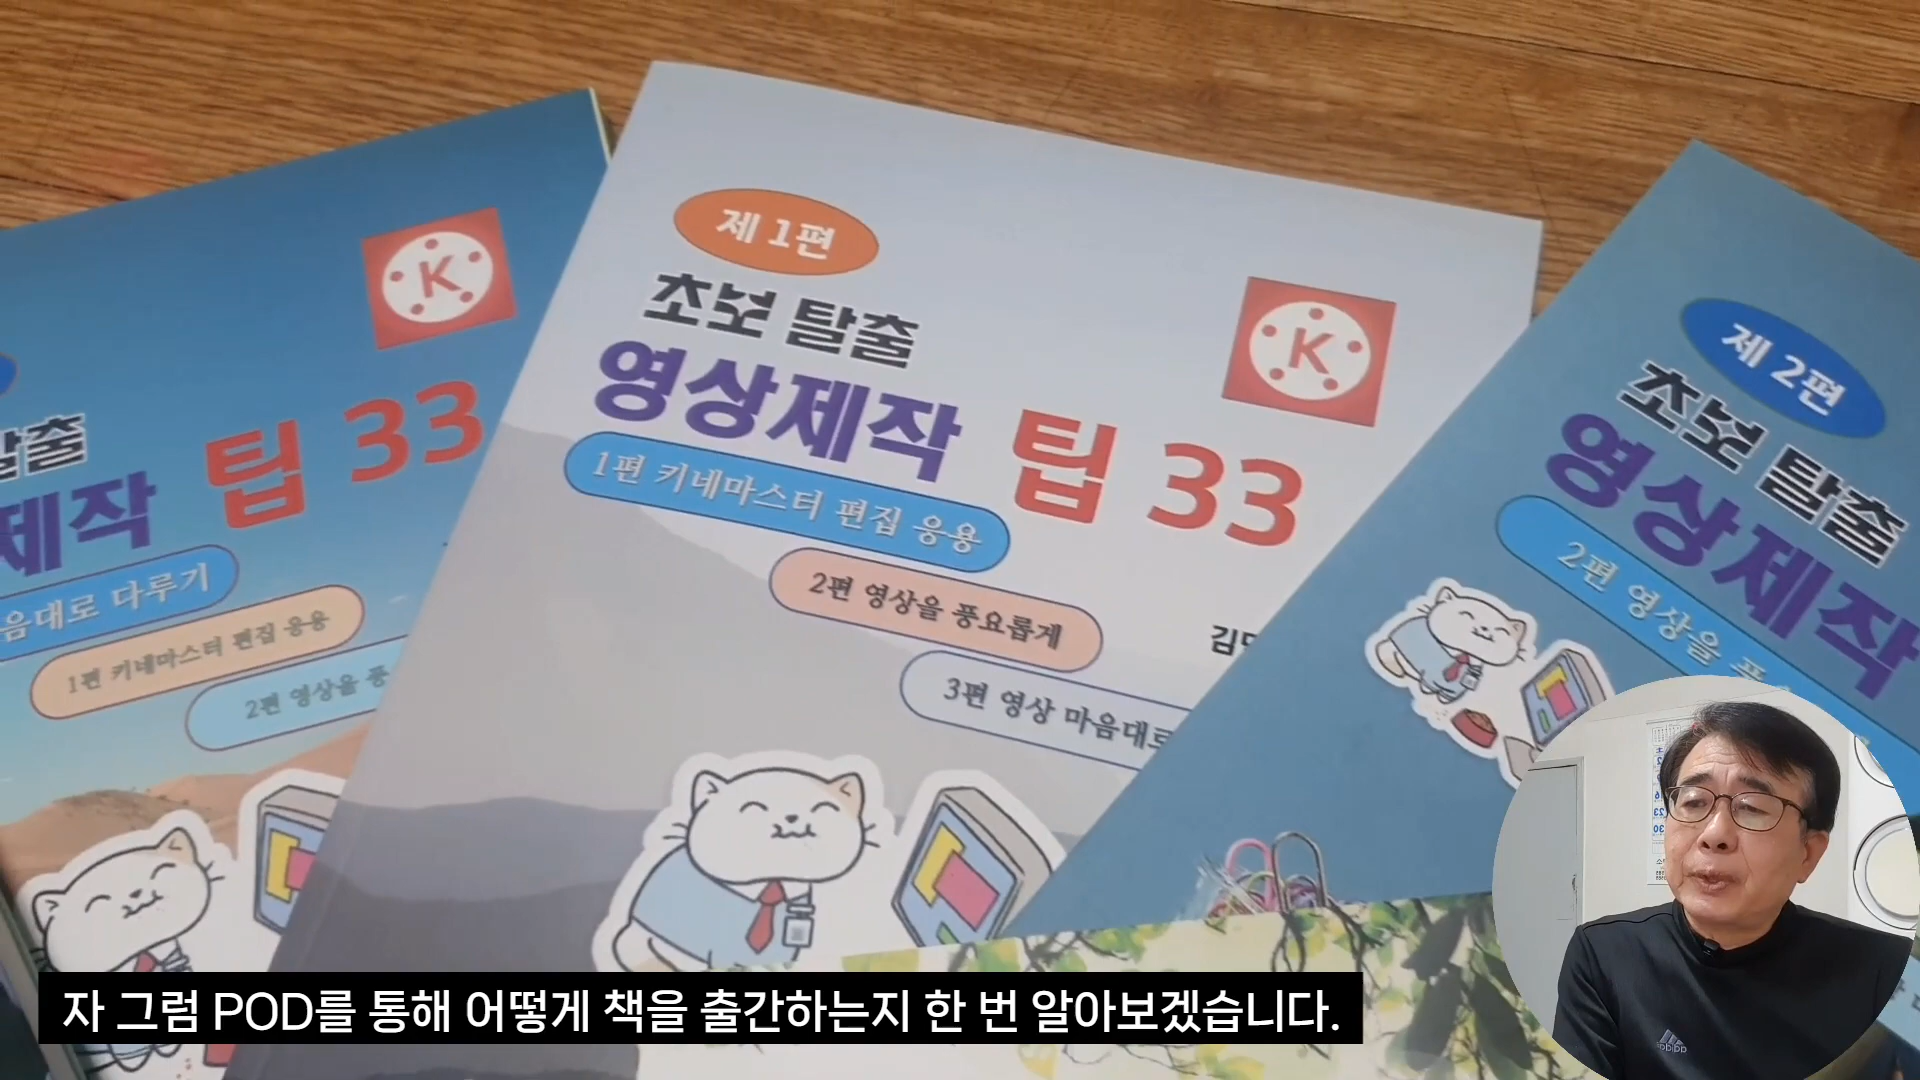 제 1편
초보 탈출
영상제작 팁 33
1편 키네마스터 편집 응용
2편 영상을 풍요롭게
3편 영상 마음대로
K
탈출
제작 팁 33
음대로 다루기
1편 키네마스터 편집 응용
2편 영상을
K
제 2편
초보 탈출
영상제작
2편 영상을
자 그럼 POD를 통해 어떻게 책을 출간하는지 한 번 알아보겠습니다.
adidas